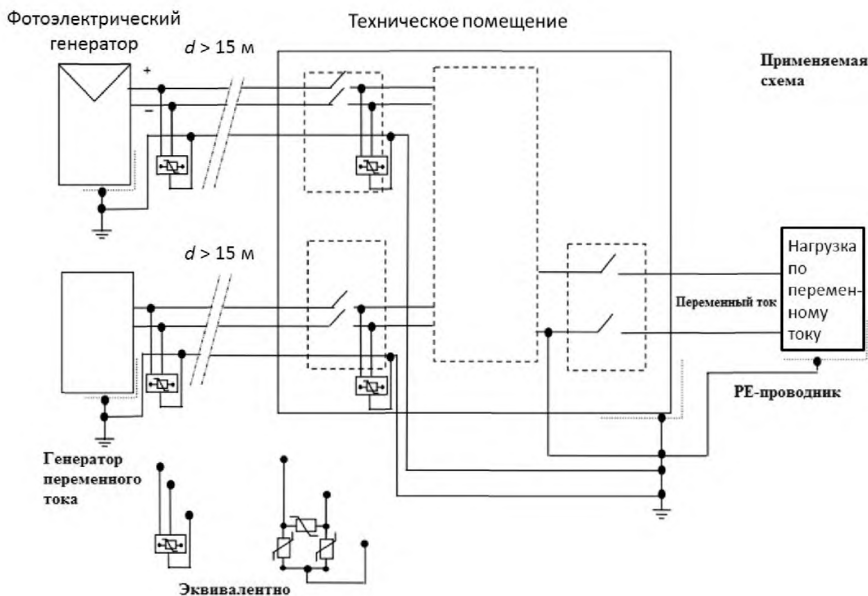 Фотоэлектрический
генератор
d > 15 м
Техническое помещение
Применяемая
схема
+
−
d > 15 м
Нагрузка
по
перемен-
ному
току
Переменный ток
PE-проводник
Генератор
переменного
тока
Эквивалентно